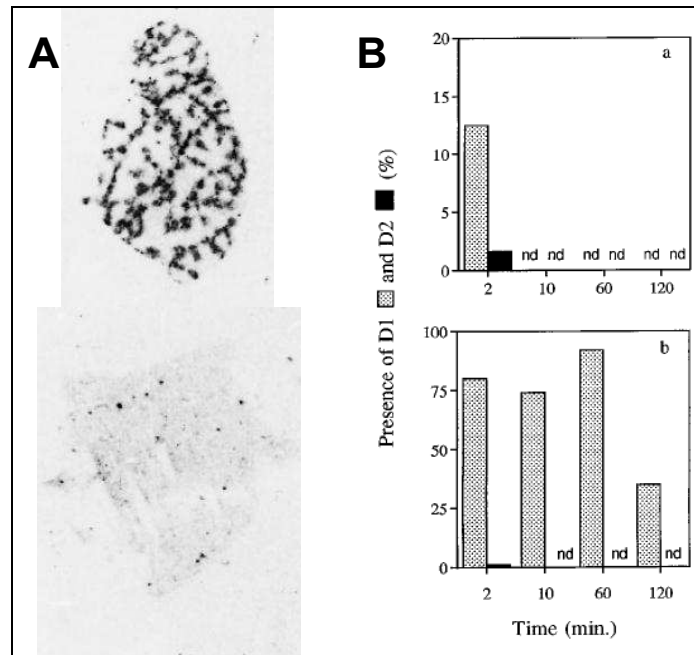 A
B
Presence of D1 and D2 (%)
20
15
10
5
0
a
nd nd nd nd nd nd
2 10 60 120
100
75
50
25
0
b
nd nd nd
2 10 60 120
Time (min.)